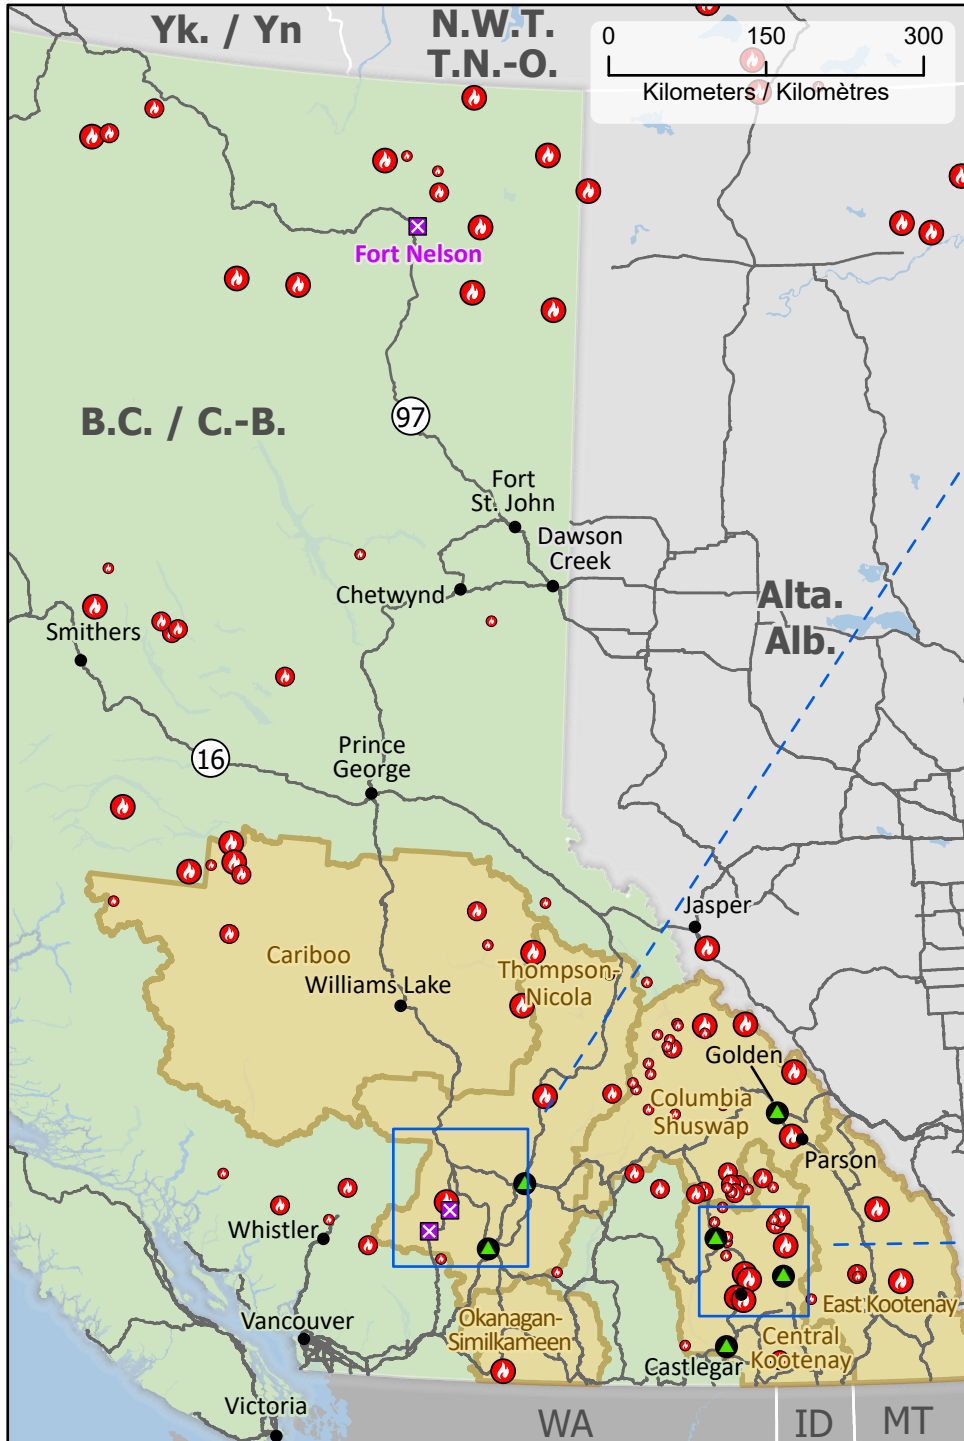 Yk. / Yn
N.W.T.
T.N.-O.
0 150 300
Kilometers / Kilomètres
Fort Nelson
B.C. / C.-B.
97
Fort
St. John
Dawson
Creek
Chetwynd
Alta.
Alb.
Smithers
Prince
George
16
Jasper
Cariboo
Thompson-
Nicola
Williams Lake
Golden
Columbia
Shuswap
Parson
Whistler
Vancouver
Okanagan-
Similkameen
East Kootenay
Central
Kootenay
Castlegar
Victoria
WA
ID
MT